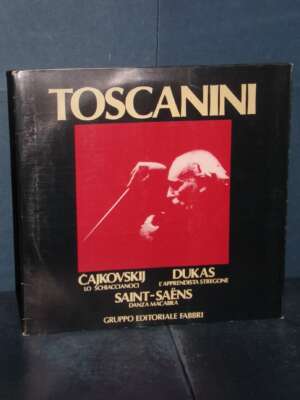 TOSCANINI
ČAJKOVSKIJ DUKAS
LO SCHIACCIANOCI L'APPRENDISTA STREGONE
SAINT-SAËNS
DANZA MACABRA
GRUPPO EDITORIALE FABBRI